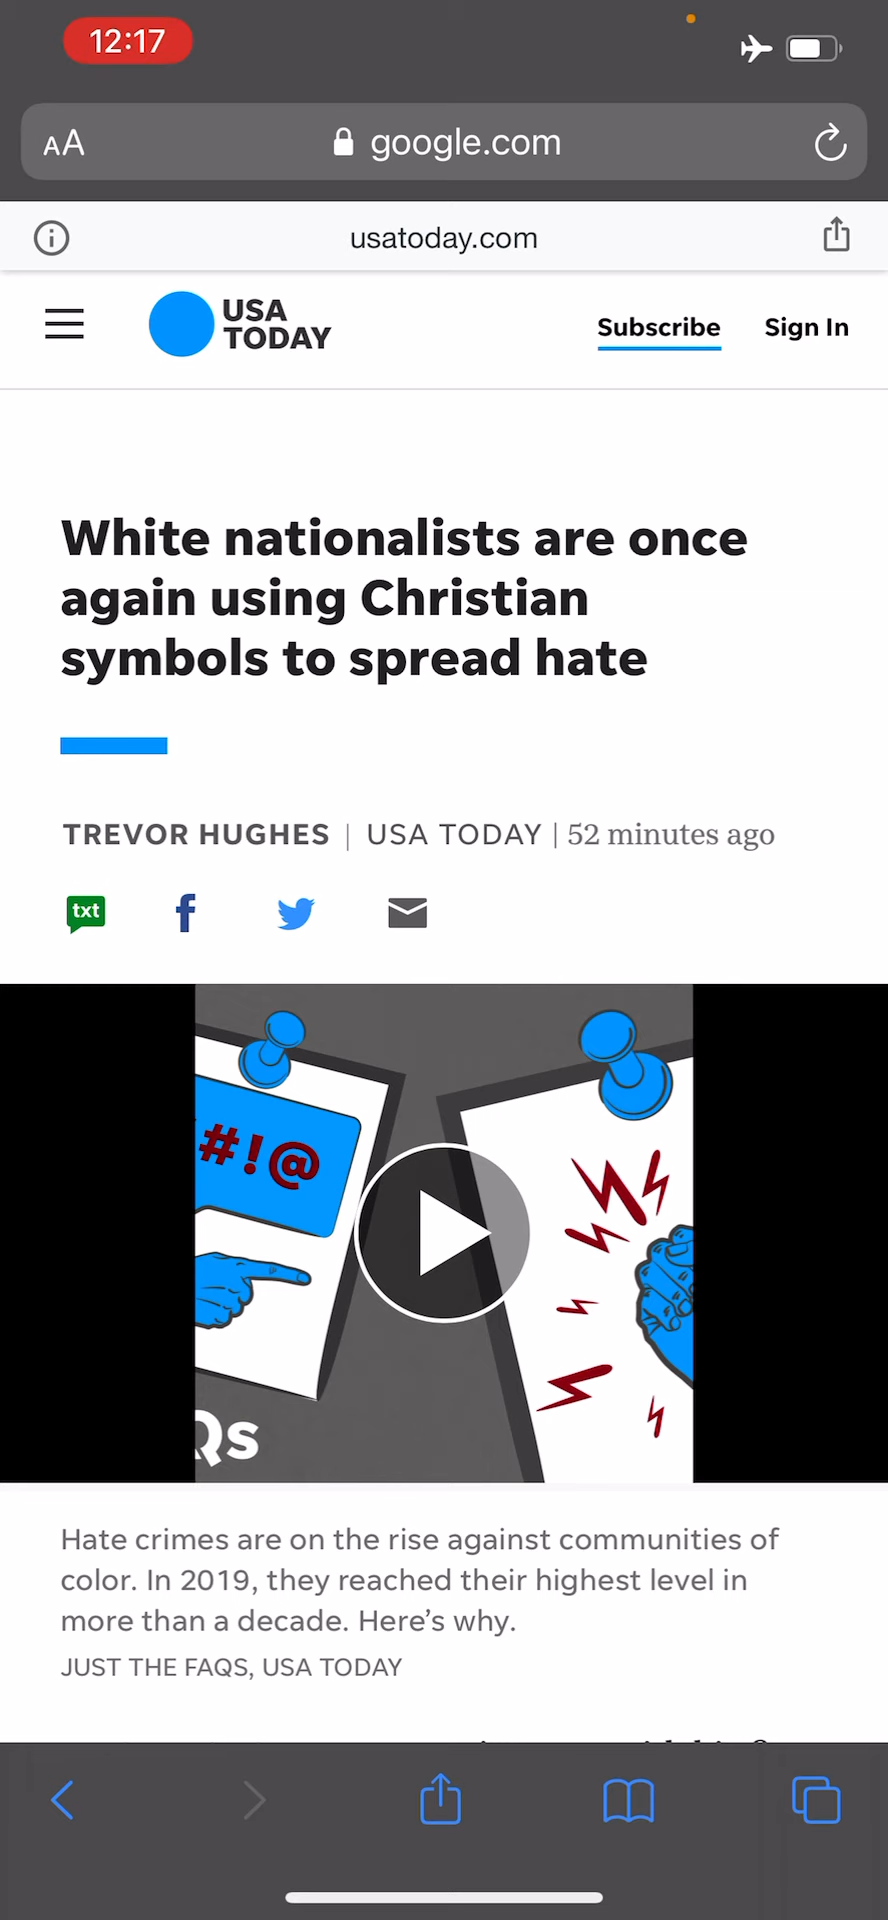 12:17
AA google.com
usatoday.com
USA
TODAY
Subscribe Sign In
White nationalists are once
again using Christian
symbols to spread hate
TREVOR HUGHES | USA TODAY | 52 minutes ago
txt
#!@
Qs
Hate crimes are on the rise against communities of
color. In 2019, they reached their highest level in
more than a decade. Here's why.
JUST THE FAQS, USA TODAY